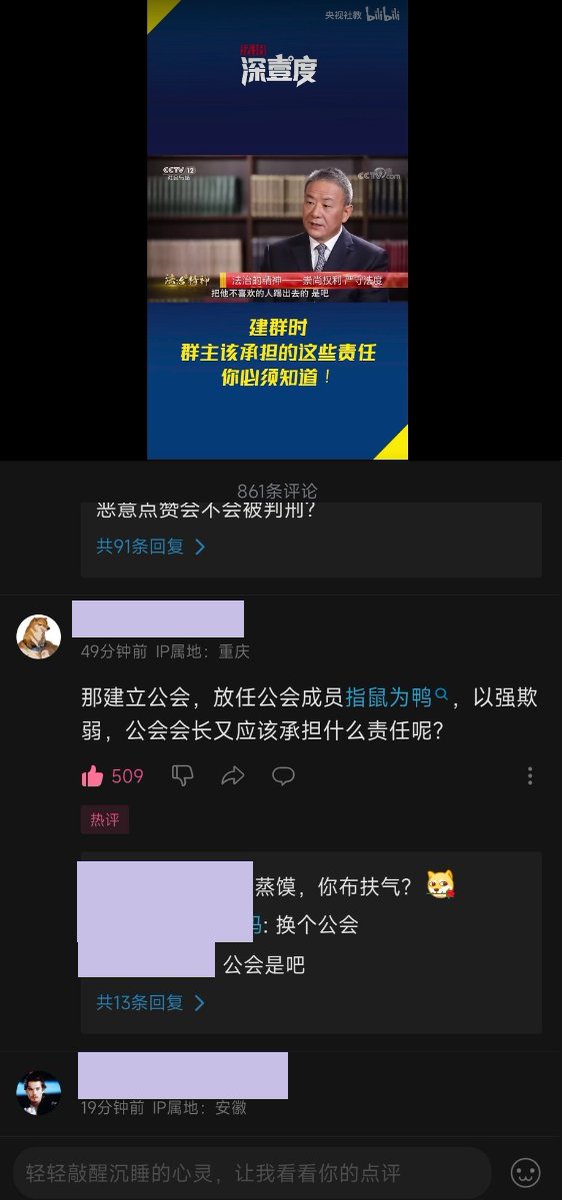 央视社教 bilibili
深壹度
CCTV 12
CCTV.com
法治精神
法治的精神——崇尚权利 严守法度
把他不喜欢的人踢出去的 是吧
建群时
群主该承担的这些责任
你必须知道！
861条评论
恶意点赞会不会被判刑?
共91条回复 >
49分钟前 IP属地：重庆
那建立公会，放任公会成员指鼠为鸭，以强欺
弱，公会会长又应该承担什么责任呢?
509
热评
蒸馍，你布扶气?
: 换个公会
公会是吧
共13条回复 >
19分钟前 IP属地：安徽
轻轻敲醒沉睡的心灵，让我看看你的点评